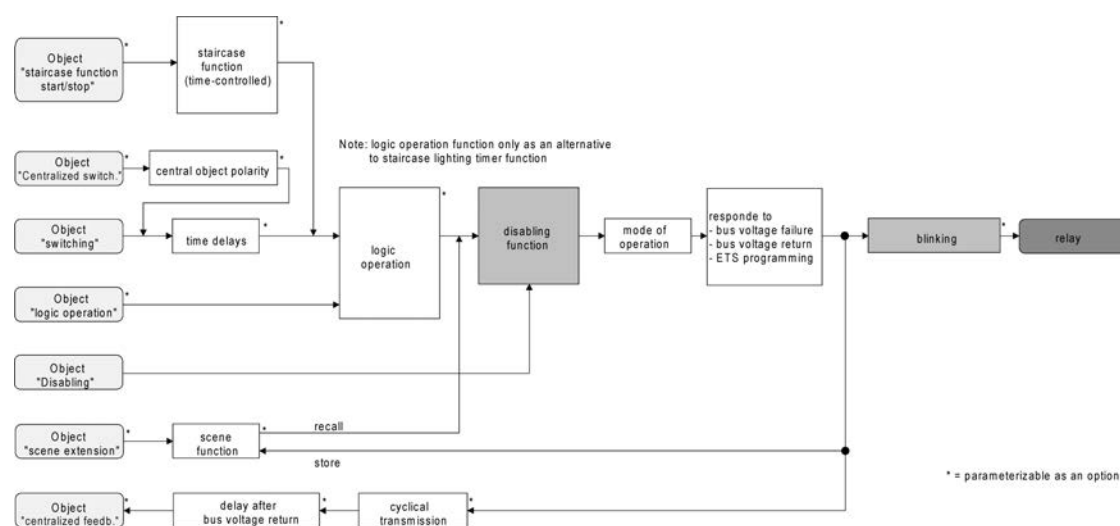 *
Object
"staircase function
start/stop"
*
staircase
function
(time-controlled)
Note: logic operation function only as an alternative
to staircase lighting timer function
Object
"Centralized switch."
*
central object polarity
*
Object
"switching"
*
time delays
*
logic
operation
*
disabling
function
mode of
operation
responde to
- bus voltage failure
- bus voltage return
- ETS programming
blinking
*
relay
Object
"logic operation"
*
Object
"Disabling"
Object
"scene extension"
*
scene
function
*
recall
store
* = parameterizable as an option
Object
"centralized feedb."
*
delay after
bus voltage return
*
cyclical
transmission
*